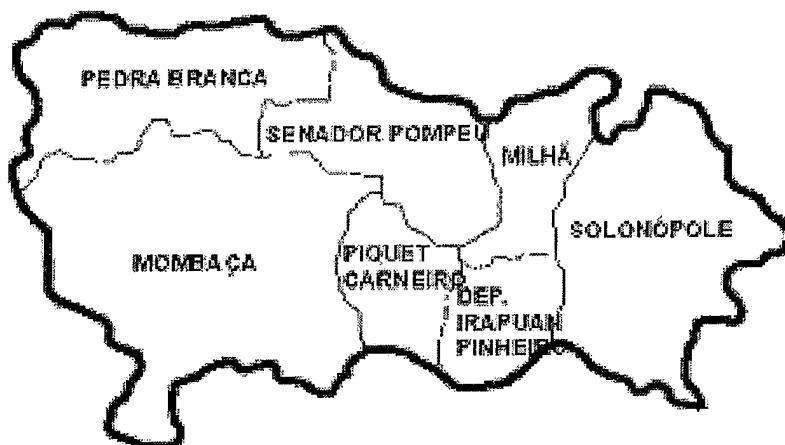 PEDRA BRANCA
SENADOR POMPEU
MILHÃ
SOLONÓPOLE
MOMBAÇA
PIQUET
CARNEIRO
DEP.
IRAPUAN
PINHEIRO